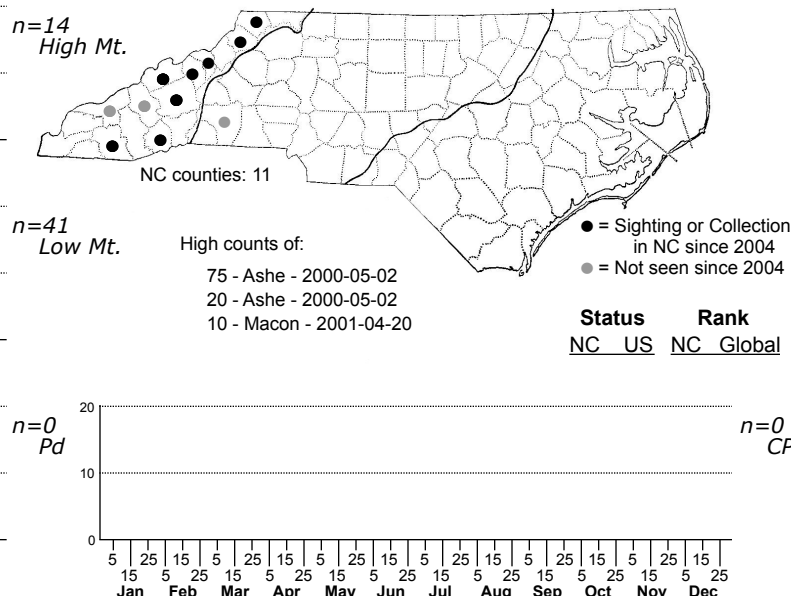 n=14
High Mt.
NC counties: 11
n=41
Low Mt.
High counts of:
75 - Ashe - 2000-05-02
20 - Ashe - 2000-05-02
10 - Macon - 2001-04-20
= Sighting or Collection
in NC since 2004
= Not seen since 2004
Status Rank
NC US NC Global
n=0
Pd
n=0
CP
20
10
0
5 25 15 5 25 15 5 25 15 5 25 15 5 25 15 5 25 15
15 5 25 15 5 25 15 5 25 15 5 25 15 5 25 15 5 25
Jan Feb Mar Apr May Jun Jul Aug Sep Oct Nov Dec